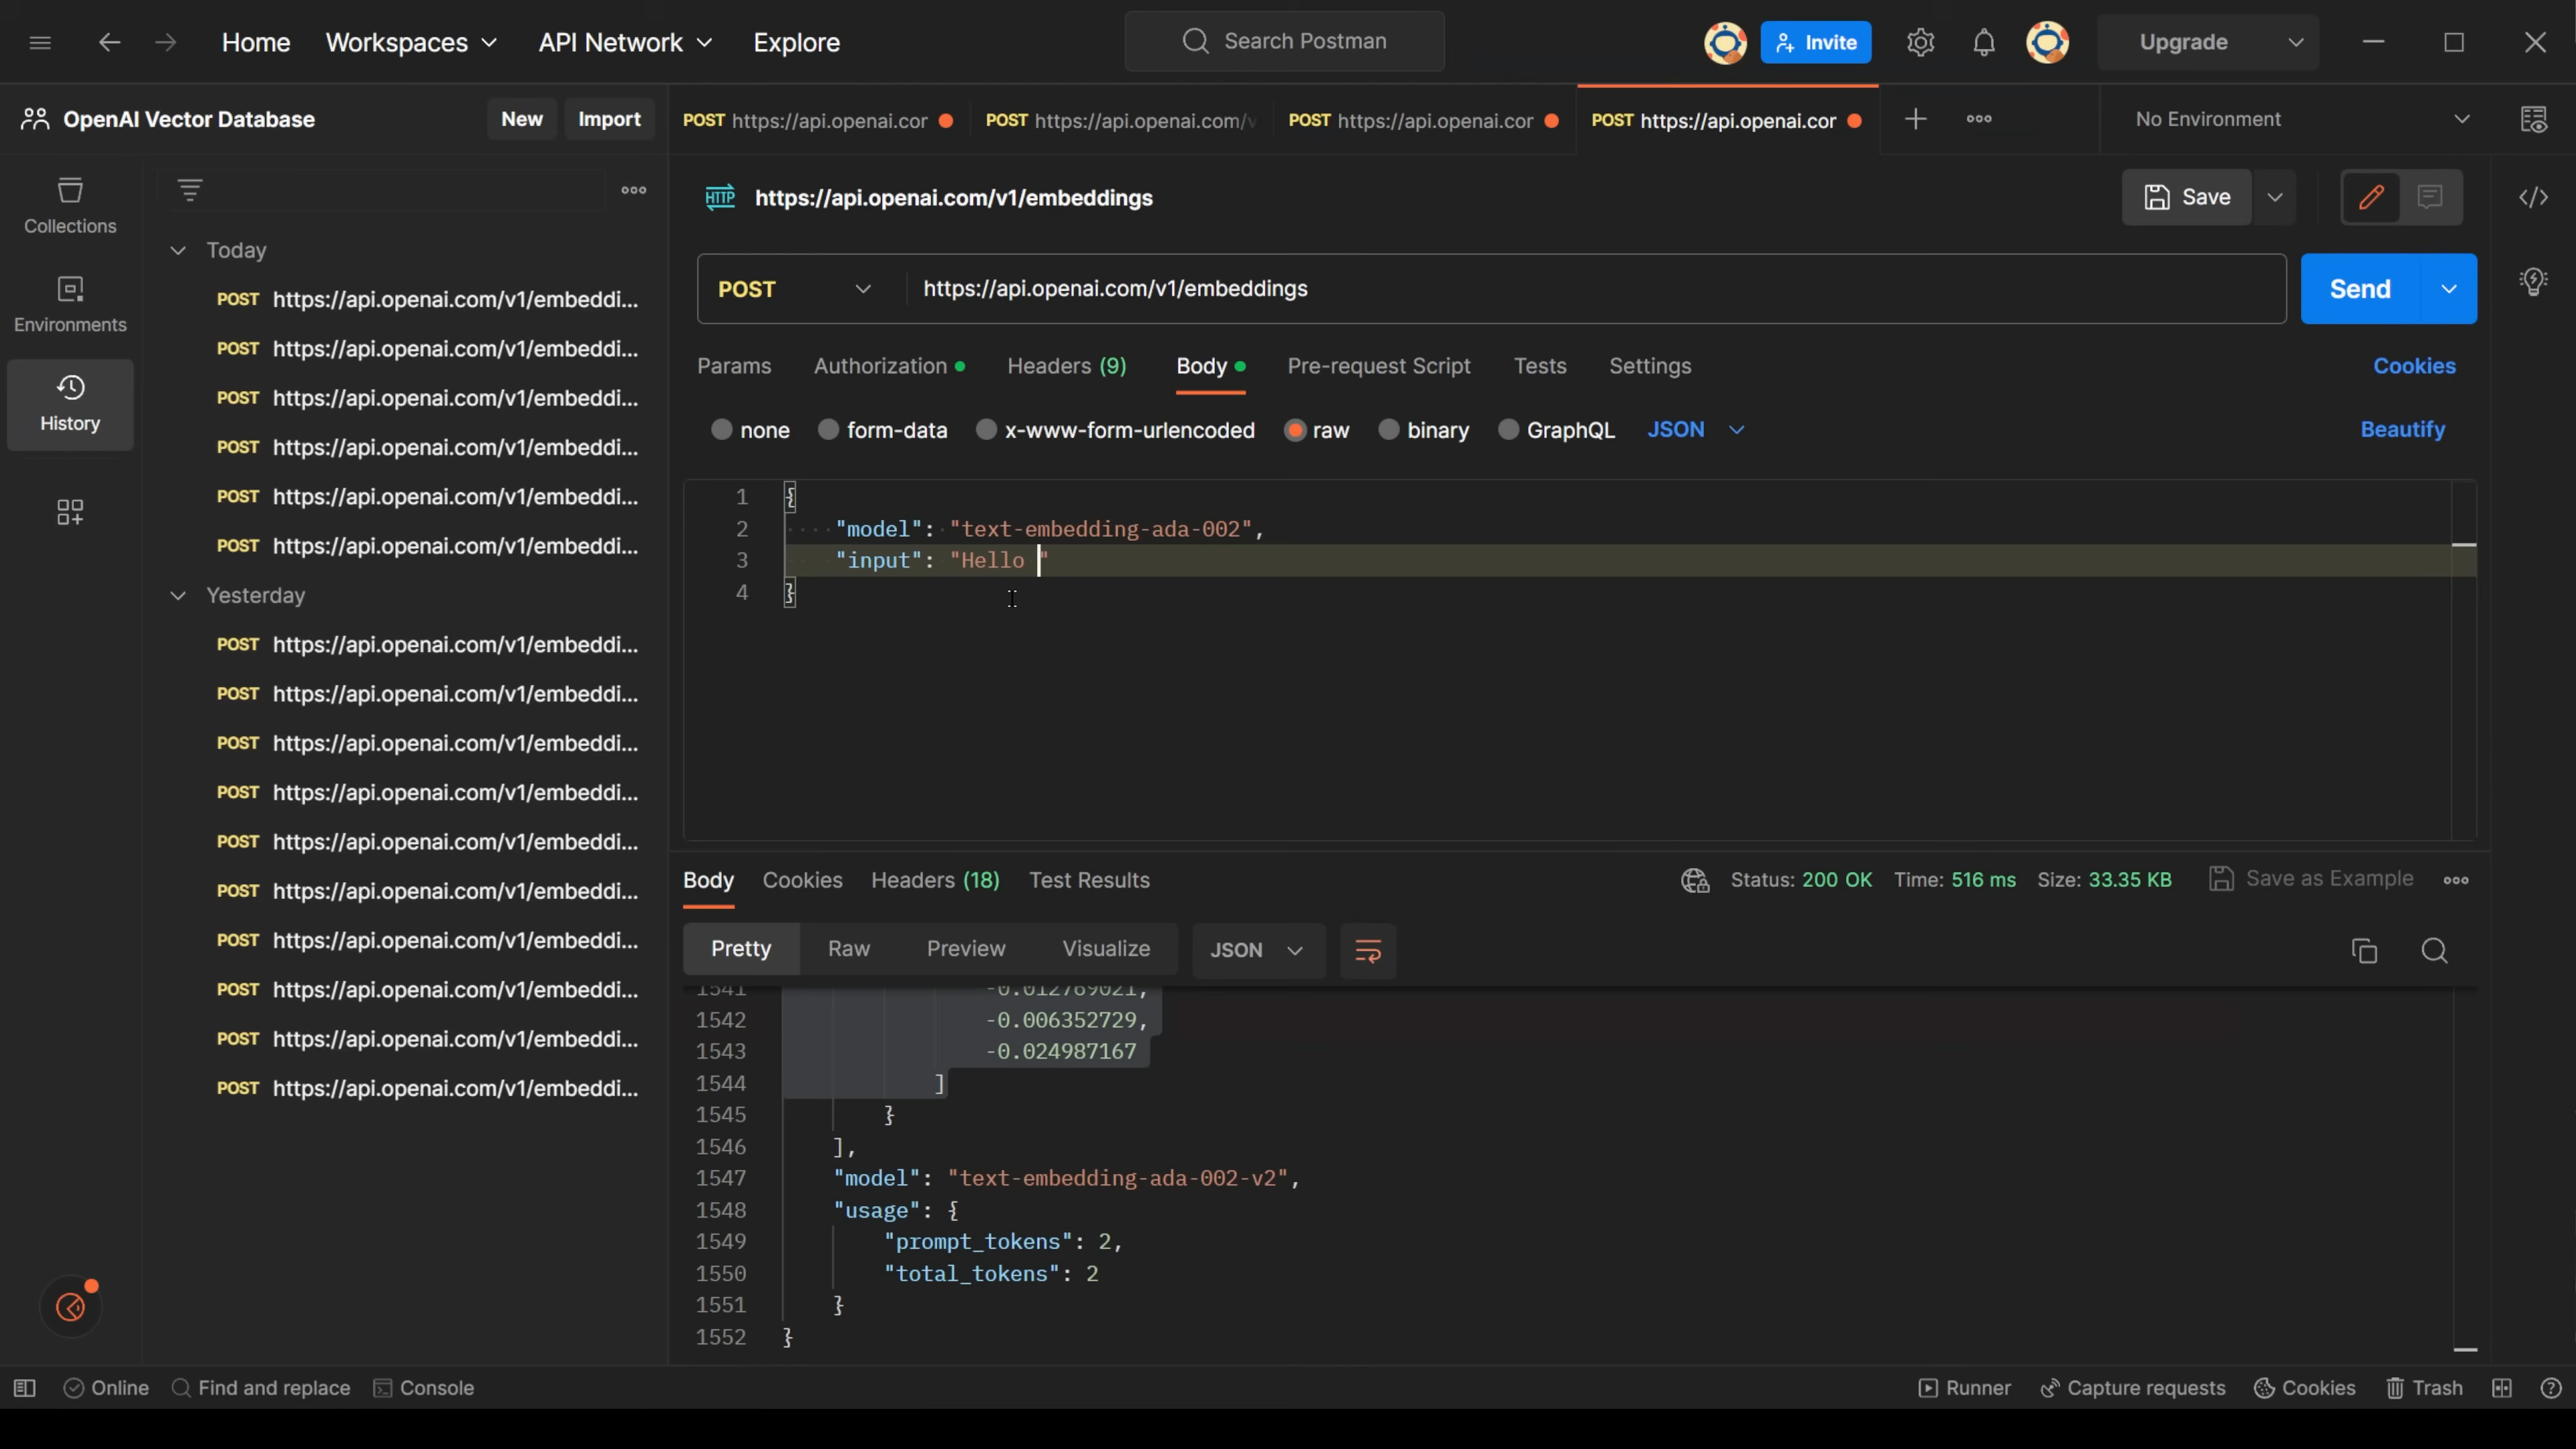 Home Workspaces API Network Explore Search Postman Invite Upgrade
OpenAI Vector Database New Import
POST https://api.openai.cor POST https://api.openai.com/v POST https://api.openai.cor POST https://api.openai.cor No Environment
Collections
Environments
History
Today
POST https://api.openai.com/v1/embeddi...
POST https://api.openai.com/v1/embeddi...
POST https://api.openai.com/v1/embeddi...
POST https://api.openai.com/v1/embeddi...
POST https://api.openai.com/v1/embeddi...
POST https://api.openai.com/v1/embeddi...
Yesterday
POST https://api.openai.com/v1/embeddi...
POST https://api.openai.com/v1/embeddi...
POST https://api.openai.com/v1/embeddi...
POST https://api.openai.com/v1/embeddi...
POST https://api.openai.com/v1/embeddi...
POST https://api.openai.com/v1/embeddi...
POST https://api.openai.com/v1/embeddi...
POST https://api.openai.com/v1/embeddi...
POST https://api.openai.com/v1/embeddi...
POST https://api.openai.com/v1/embeddi...
HTTP https://api.openai.com/v1/embeddings Save
POST https://api.openai.com/v1/embeddings Send
Params Authorization Headers (9) Body Pre-request Script Tests Settings Cookies
none form-data x-www-form-urlencoded raw binary GraphQL JSON Beautify
1 {
2 "model": "text-embedding-ada-002",
3 "input": "Hello "
4 }
Body Cookies Headers (18) Test Results Status: 200 OK Time: 516 ms Size: 33.35 KB Save as Example
Pretty Raw Preview Visualize JSON
1541 -0.012769021,
1542 -0.006352729,
1543 -0.024987167
1544 ]
1545 }
1546 ],
1547 "model": "text-embedding-ada-002-v2",
1548 "usage": {
1549 "prompt_tokens": 2,
1550 "total_tokens": 2
1551 }
1552 }
Online Find and replace Console Runner Capture requests Cookies Trash